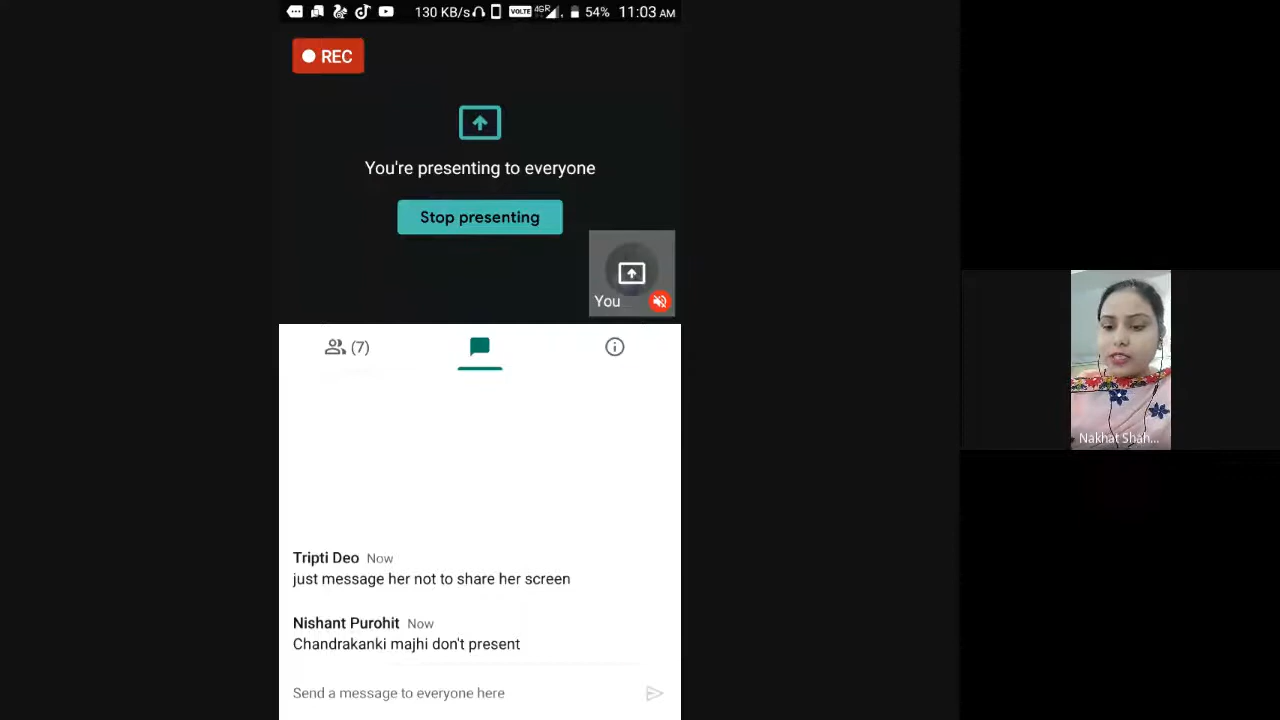 130 KB/s VOLTE 4GR 54% 11:03 AM
REC
You're presenting to everyone
Stop presenting
You
(7)
Tripti Deo Now
just message her not to share her screen
Nishant Purohit Now
Chandrakanki majhi don't present
Send a message to everyone here
Nakhat Shah...